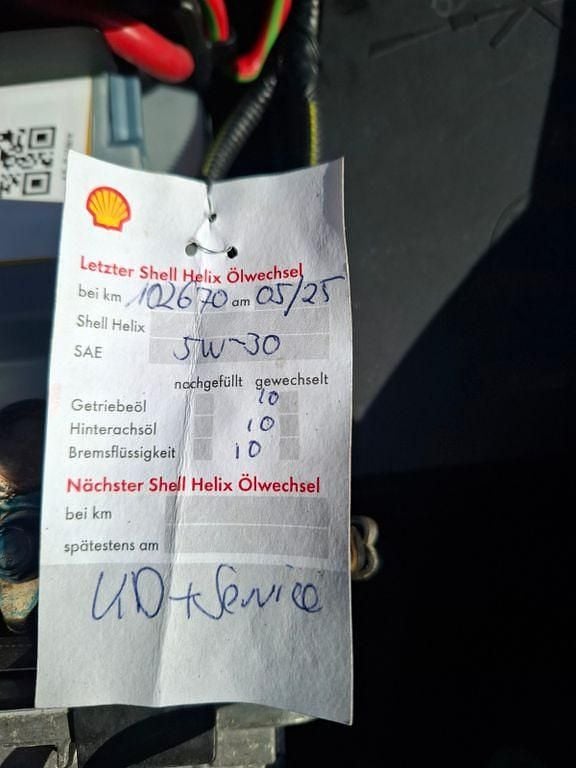 Letzter Shell Helix Ölwechsel
bei km 102670 am 05/25
Shell Helix
SAE 5W-30
nachgefüllt gewechselt
Getriebeöl 10
Hinterachsöl 10
Bremsflüssigkeit 10
Nächster Shell Helix Ölwechsel
bei km
spätestens am
KD + Service